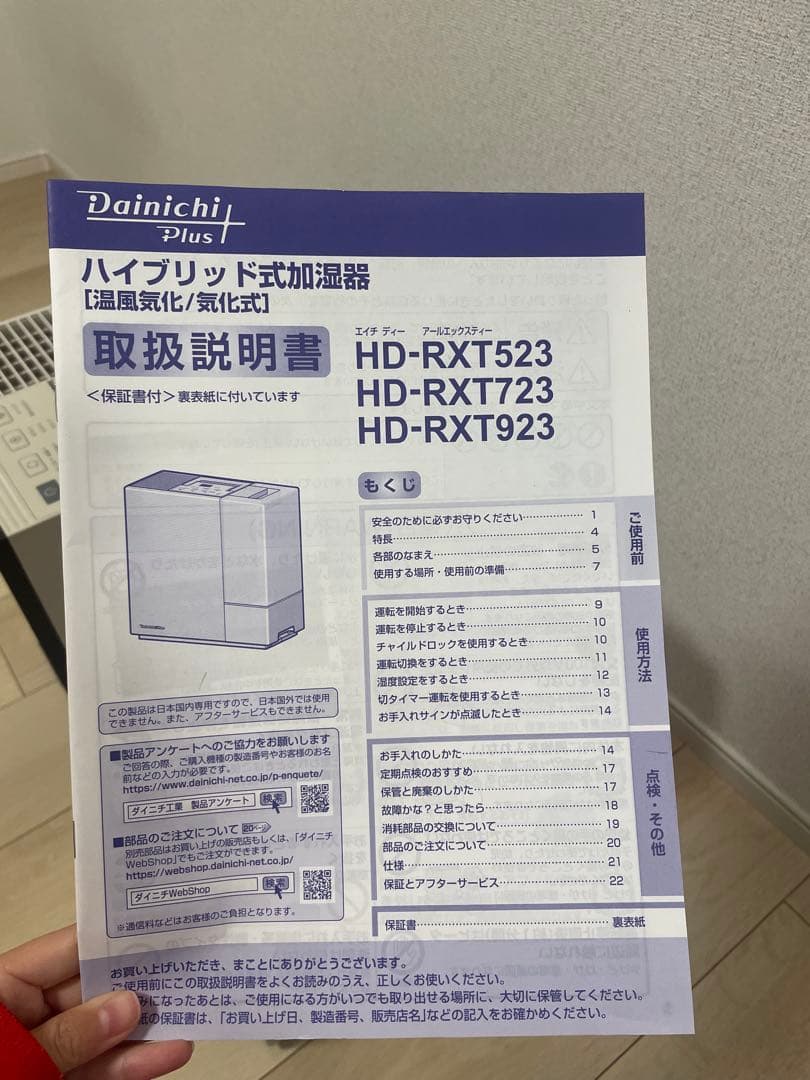 Dainichi
Plus
ハイブリッド式加湿器
[温風気化/気化式]
取扱説明書
<保証書付>裏表紙に付いています
エイチ ディー アールエックスティー
HD-RXT523
HD-RXT723
HD-RXT923
もくじ
安全のために必ずお守りください 1
特長 4
各部のなまえ 5
使用する場所・使用前の準備 7
ご使用前
運転を開始するとき 9
運転を停止するとき 10
チャイルドロックを使用するとき 10
運転切換をするとき 11
湿度設定をするとき 12
切タイマー運転を使用するとき 13
お手入れサインが点滅したとき 14
使用方法
お手入れのしかた 14
定期点検のおすすめ 17
保管と廃棄のしかた 17
故障かな?と思ったら 18
消耗部品の交換について 19
部品のご注文について 20
仕様 21
保証とアフターサービス 22
点検・その他
保証書 裏表紙
この製品は日本国内専用ですので、日本国外では使用
できません。また、アフターサービスもできません。
■製品アンケートへのご協力をお願いします
ご回答の際、ご購入機種の製造番号やお客様のお名
前などの入力が必要です。
https://www.dainichi-net.co.jp/p-enquete/
ダイニチ工業 製品アンケート 検索
■部品のご注文について 20ページ
別売部品はお買い上げの販売店もしくは、「ダイニチ
WebShop」でもご注文ができます。
https://webshop.dainichi-net.co.jp/
ダイニチWebShop 検索
※通信料などはお客様のご負担となります。
お買い上げいただき、まことにありがとうございます。
ご使用前にこの取扱説明書をよくお読みのうえ、正しくお使いください。
みになったあとは、ご使用になる方がいつでも取り出せる場所に、大切に保管してください。
紙の保証書は、「お買い上げ日、製造番号、販売店名」などの記入をお確かめください。